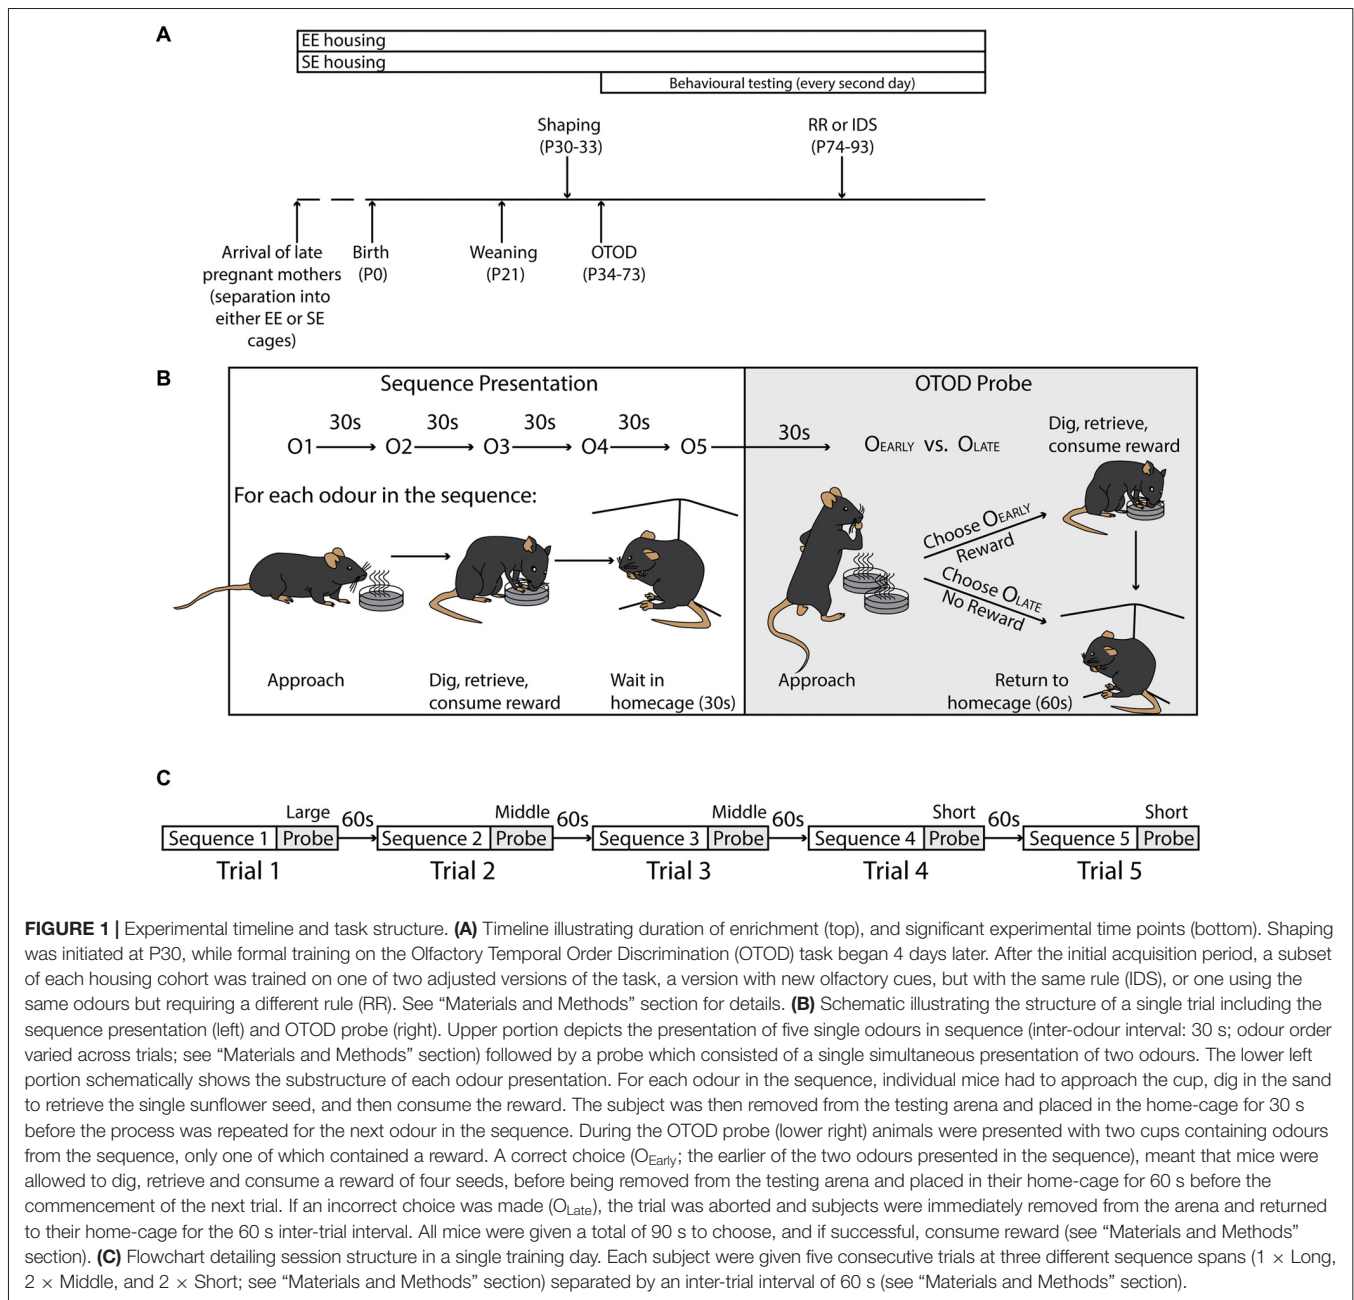 A
EE housing
SE housing
Behavioural testing (every second day)
Shaping
(P30-33)
RR or IDS
(P74-93)
Arrival of late
pregnant mothers
(separation into
either EE or SE
cages)
Birth
(P0)
Weaning
(P21)
OTOD
(P34-73)
B
Sequence Presentation
OTOD Probe
30s 30s 30s 30s
O1 O2 O3 O4 O5
30s
OEARLY vs. OLATE
Dig, retrieve,
consume reward
For each odour in the sequence:
Choose OEARLY
Reward
Choose OLATE
No Reward
Approach
Dig, retrieve,
consume reward
Wait in
homecage (30s)
Approach
Return to
homecage (60s)
C
Large 60s Middle 60s Middle 60s Short 60s Short
Sequence 1 Probe Sequence 2 Probe Sequence 3 Probe Sequence 4 Probe Sequence 5 Probe
Trial 1 Trial 2 Trial 3 Trial 4 Trial 5
FIGURE 1 | Experimental timeline and task structure. (A) Timeline illustrating duration of enrichment (top), and significant experimental time points (bottom). Shaping
was initiated at P30, while formal training on the Olfactory Temporal Order Discrimination (OTOD) task began 4 days later. After the initial acquisition period, a subset
of each housing cohort was trained on one of two adjusted versions of the task, a version with new olfactory cues, but with the same rule (IDS), or one using the
same odours but requiring a different rule (RR). See “Materials and Methods” section for details. (B) Schematic illustrating the structure of a single trial including the
sequence presentation (left) and OTOD probe (right). Upper portion depicts the presentation of five single odours in sequence (inter-odour interval: 30 s; odour order
varied across trials; see “Materials and Methods” section) followed by a probe which consisted of a single simultaneous presentation of two odours. The lower left
portion schematically shows the substructure of each odour presentation. For each odour in the sequence, individual mice had to approach the cup, dig in the sand
to retrieve the single sunflower seed, and then consume the reward. The subject was then removed from the testing arena and placed in the home-cage for 30 s
before the process was repeated for the next odour in the sequence. During the OTOD probe (lower right) animals were presented with two cups containing odours
from the sequence, only one of which contained a reward. A correct choice (OEarly; the earlier of the two odours presented in the sequence), meant that mice were
allowed to dig, retrieve and consume a reward of four seeds, before being removed from the testing arena and placed in their home-cage for 60 s before the
commencement of the next trial. If an incorrect choice was made (OLate), the trial was aborted and subjects were immediately removed from the arena and returned
to their home-cage for the 60 s inter-trial interval. All mice were given a total of 90 s to choose, and if successful, consume reward (see “Materials and Methods”
section). (C) Flowchart detailing session structure in a single training day. Each subject were given five consecutive trials at three different sequence spans (1 × Long,
2 × Middle, and 2 × Short; see “Materials and Methods” section) separated by an inter-trial interval of 60 s (see “Materials and Methods” section).